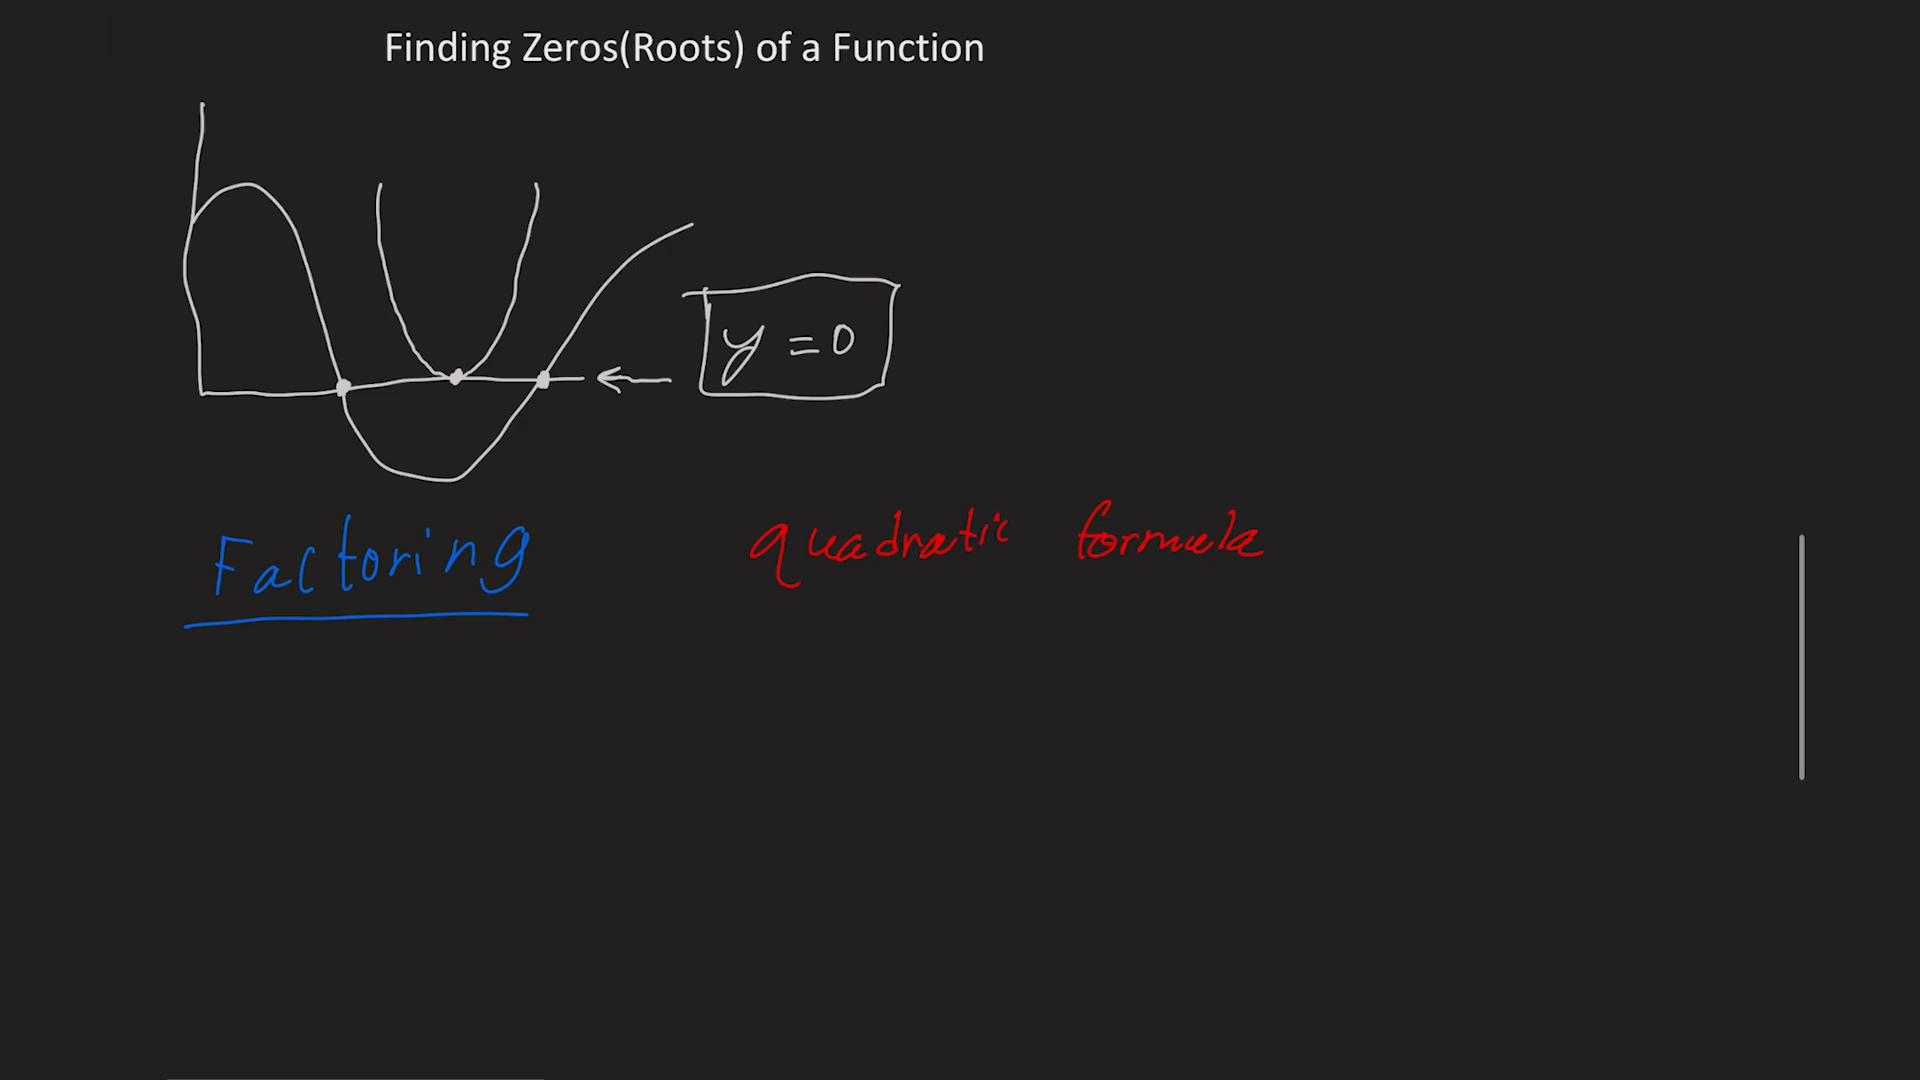 Finding Zeros(Roots) of a Function
y = 0
Factoring quadratic formula